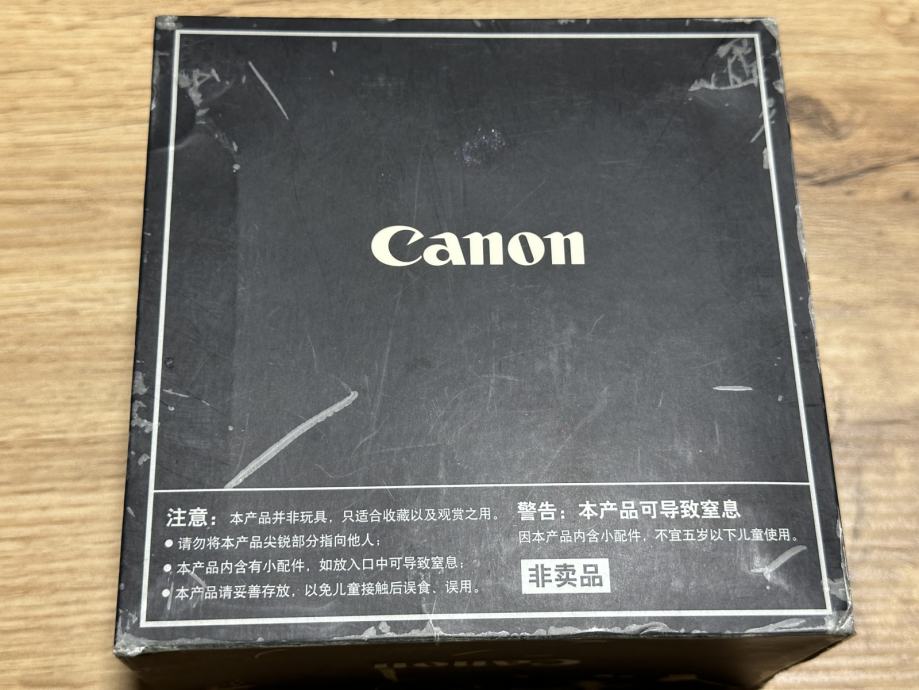 Canon
注意：本产品并非玩具，只适合收藏以及观赏之用。
● 请勿将本产品尖锐部分指向他人；
● 本产品内含有小配件，如放入口中可导致窒息；
● 本产品请妥善存放，以免儿童接触后误食、误用。
警告：本产品可导致窒息
因本产品内含小配件，不宜五岁以下儿童使用。
非卖品
Canon